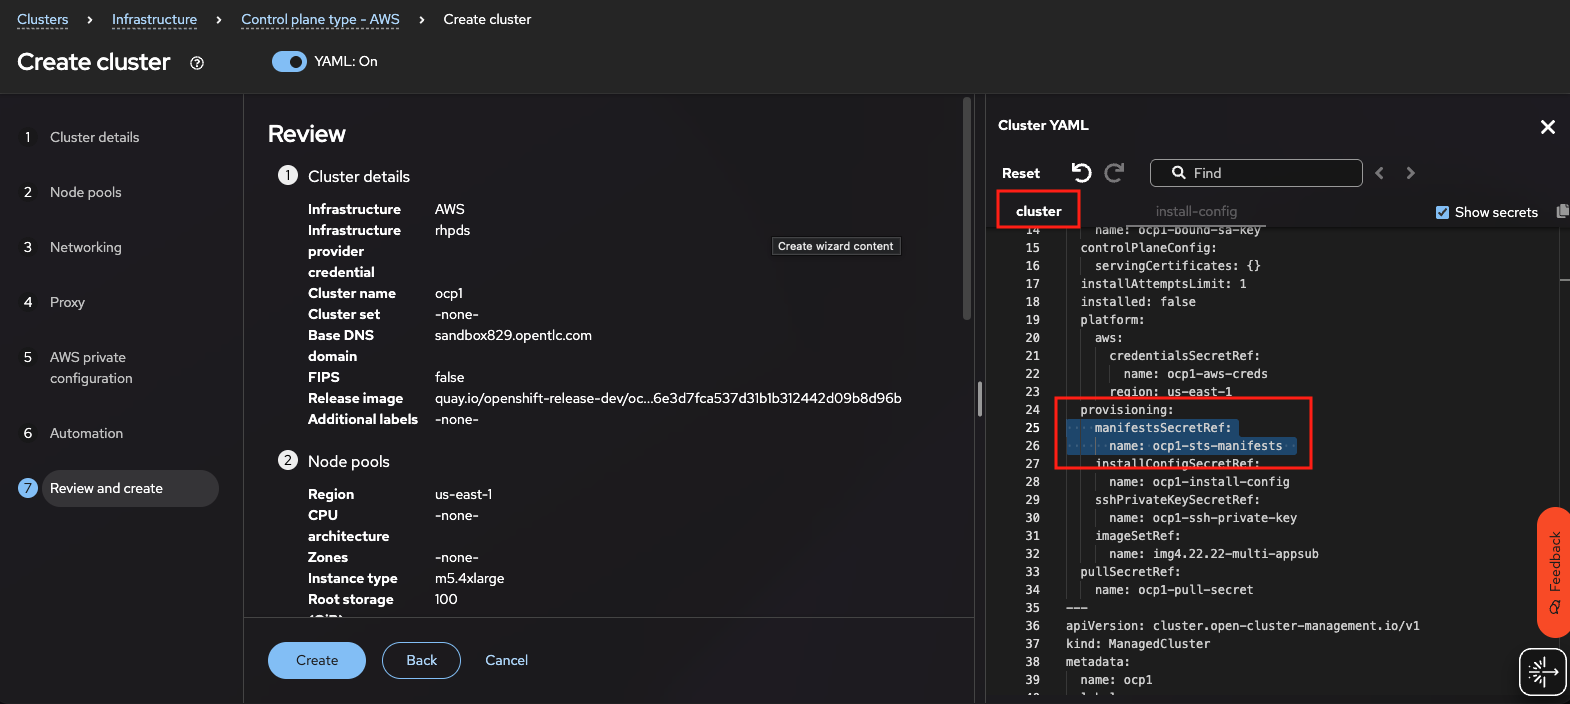 Clusters > Infrastructure > Control plane type - AWS > Create cluster
Create cluster
YAML: On
1 Cluster details
2 Node pools
3 Networking
4 Proxy
5 AWS private
configuration
6 Automation
7 Review and create
Review
1 Cluster details
Infrastructure AWS
Infrastructure rhpds
provider
credential
Cluster name ocp1
Cluster set -none-
Base DNS sandbox829.opentlc.com
domain
FIPS false
Release image quay.io/openshift-release-dev/oc...6e3d7fca537d31b1b312442d09b8d96b
Additional labels -none-
Create wizard content
2 Node pools
Region us-east-1
CPU -none-
architecture
Zones -none-
Instance type m5.4xlarge
Root storage 100
Create Back Cancel
Cluster YAML
Reset Find
cluster install-config Show secrets
14 name: ocp1-bound-sa-key
15 controlPlaneConfig:
16 servingCertificates: {}
17 installAttemptsLimit: 1
18 installed: false
19 platform:
20 aws:
21 credentialsSecretRef:
22 name: ocp1-aws-creds
23 region: us-east-1
24 provisioning:
25 manifestsSecretRef:
26 name: ocp1-sts-manifests
27 installConfigSecretRef:
28 name: ocp1-install-config
29 sshPrivateKeySecretRef:
30 name: ocp1-ssh-private-key
31 imageSetRef:
32 name: img4.22.22-multi-appsub
33 pullSecretRef:
34 name: ocp1-pull-secret
35 ---
36 apiVersion: cluster.open-cluster-management.io/v1
37 kind: ManagedCluster
38 metadata:
39 name: ocp1
Feedback